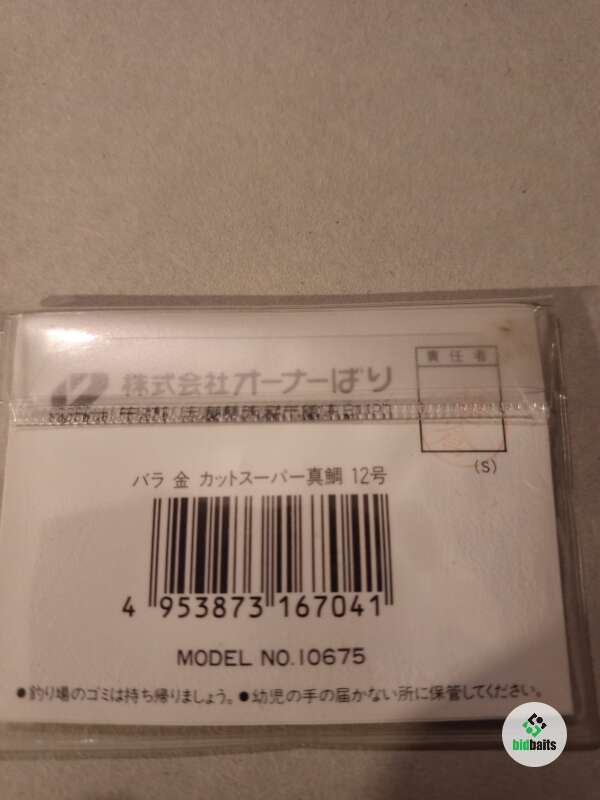 株式会社オーナーばり
責任者
(S)
バラ 金 カットスーパー真鯛 12号
4 953873 167041
MODEL NO.10675
●釣り場のゴミは持ち帰りましょう。●幼児の手の届かない所に保管してください。
bidbaits